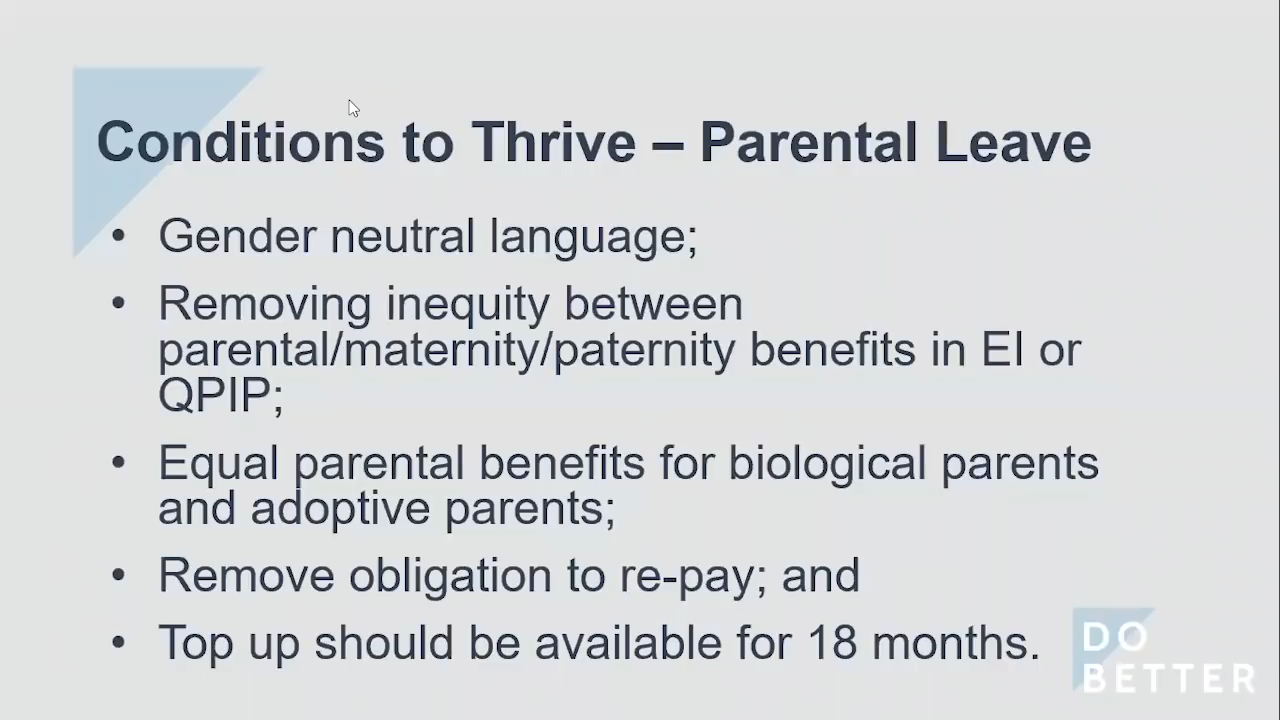 Conditions to Thrive – Parental Leave
• Gender neutral language;
• Removing inequity between
parental/maternity/paternity benefits in EI or
QPIP;
• Equal parental benefits for biological parents
and adoptive parents;
• Remove obligation to re-pay; and
• Top up should be available for 18 months.
DO
BETTER